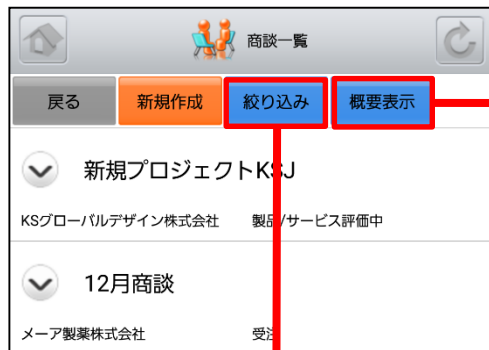 商談一覧
戻る 新規作成 絞り込み 概要表示
新規プロジェクトKSJ
KSグローバルデザイン株式会社 製品/サービス評価中
12月商談
メーア製薬株式会社 受注